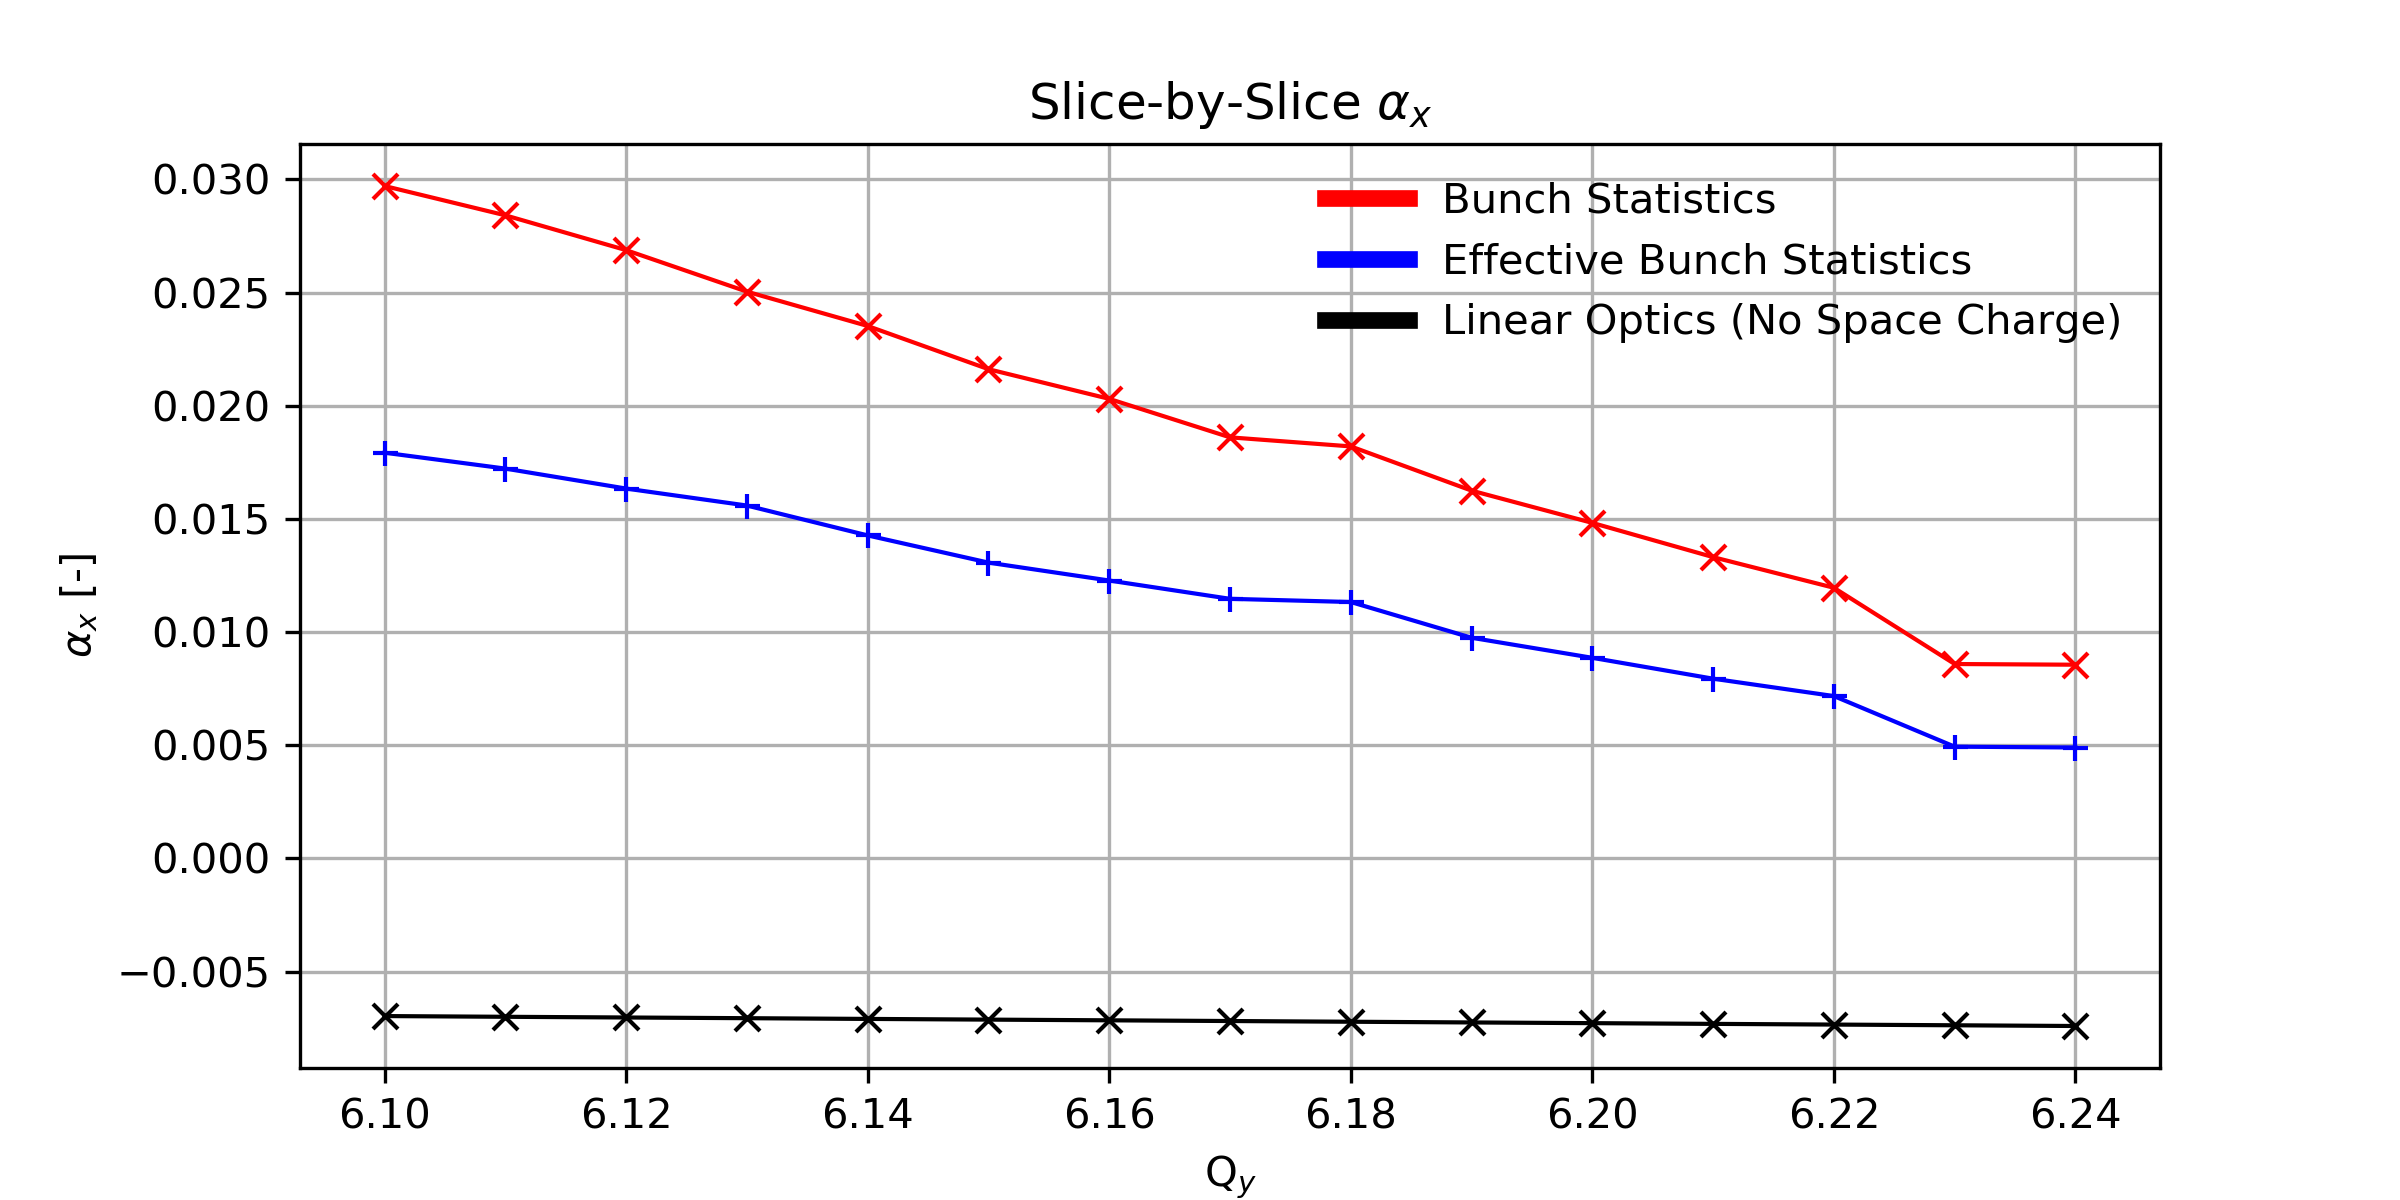 Slice-by-Slice αₓ
0.030
0.025
0.020
0.015
0.010
0.005
0.000
−0.005
αₓ [-]
Bunch Statistics
Effective Bunch Statistics
Linear Optics (No Space Charge)
6.10 6.12 6.14 6.16 6.18 6.20 6.22 6.24
Q_y